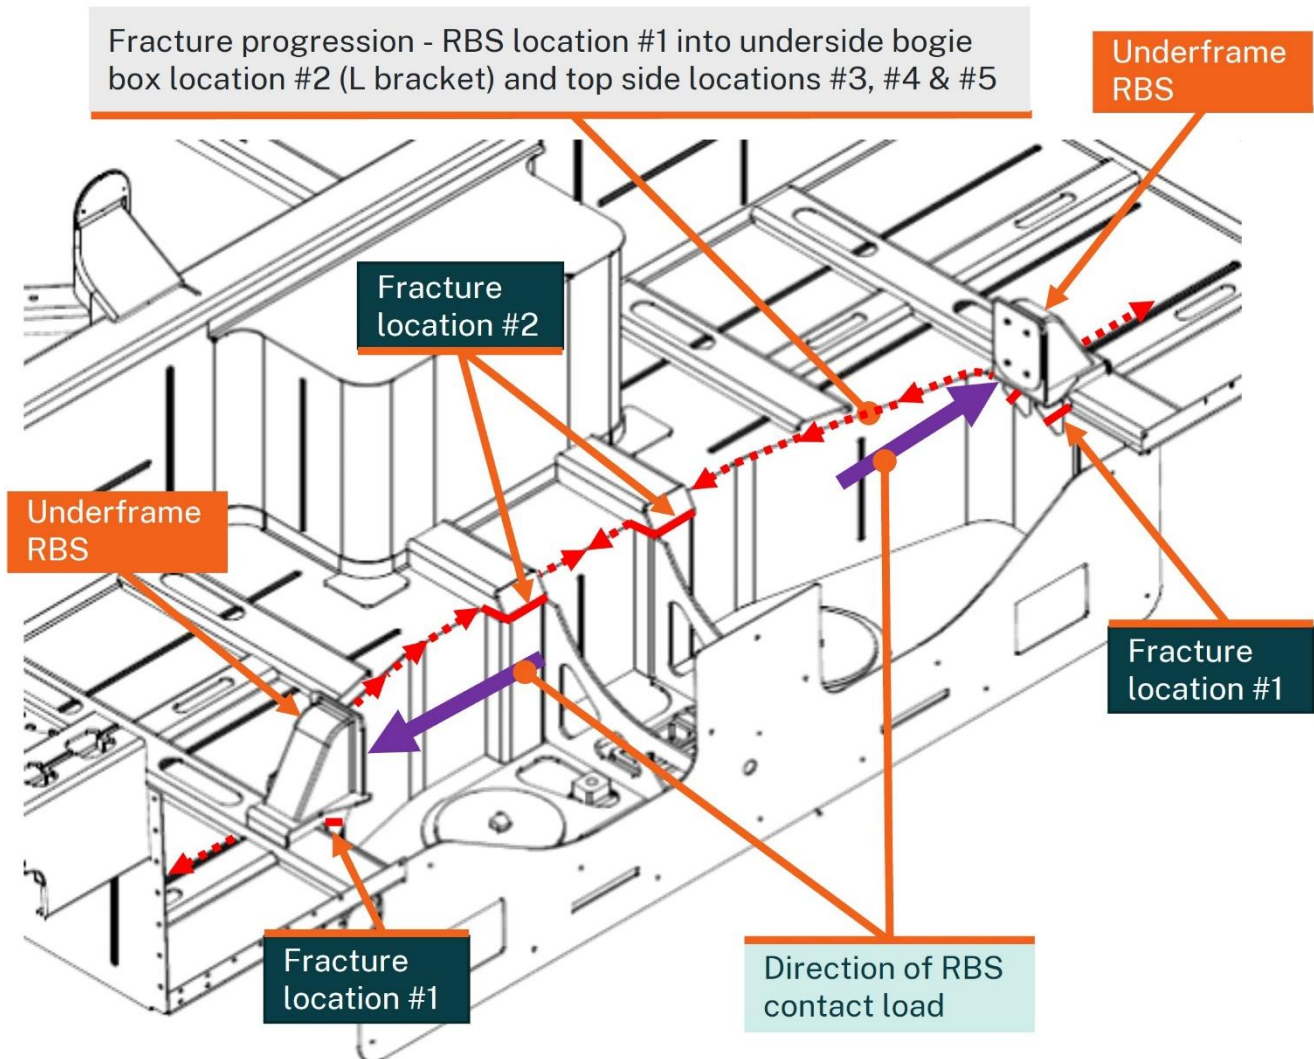 Fracture progression - RBS location #1 into underside bogie
box location #2 (L bracket) and top side locations #3, #4 & #5
Underframe
RBS
Fracture
location #2
Underframe
RBS
Fracture
location #1
Fracture
location #1
Direction of RBS
contact load